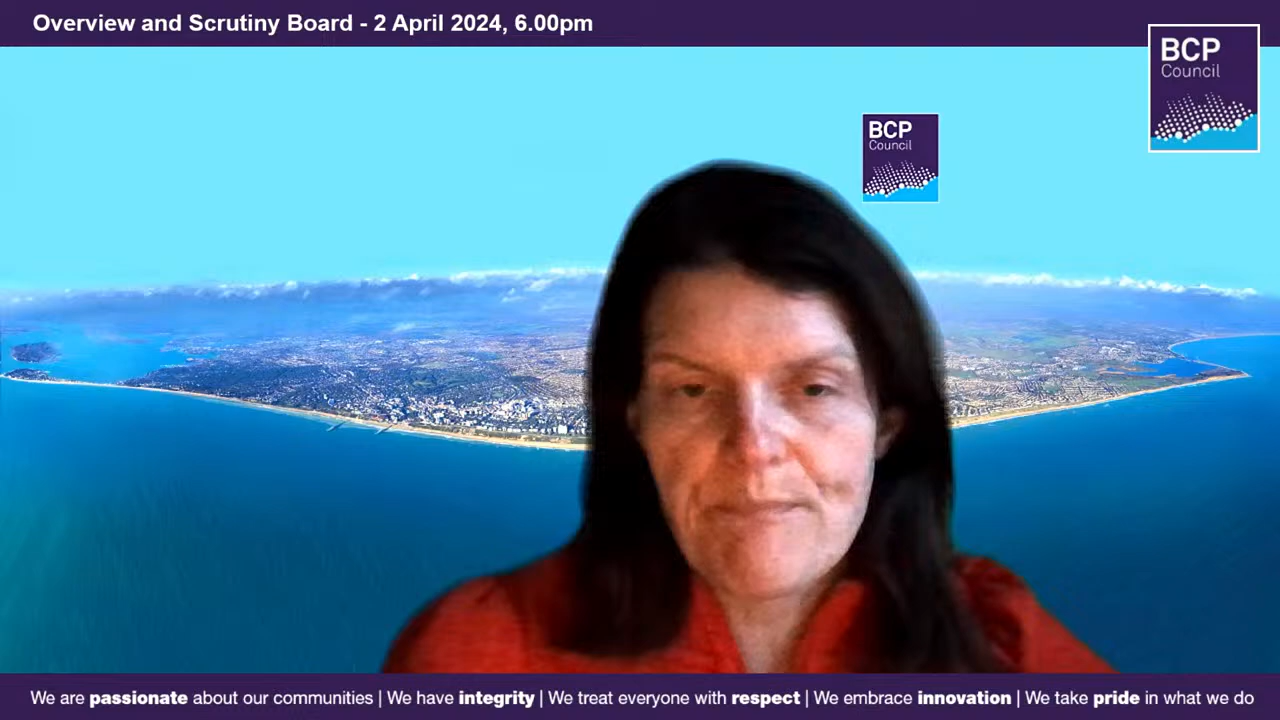 Overview and Scrutiny Board - 2 April 2024, 6.00pm
BCP
Council
BCP
Council
We are passionate about our communities | We have integrity | We treat everyone with respect | We embrace innovation | We take pride in what we do